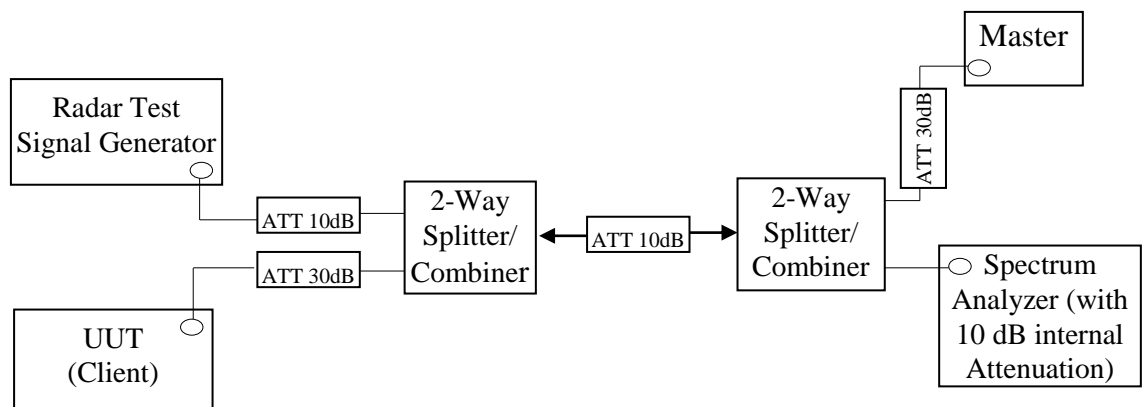 Radar Test
Signal Generator
ATT 10dB
ATT 30dB
UUT
(Client)
2-Way
Splitter/
Combiner
ATT 10dB
2-Way
Splitter/
Combiner
ATT 30dB
Master
Spectrum
Analyzer (with
10 dB internal
Attenuation)